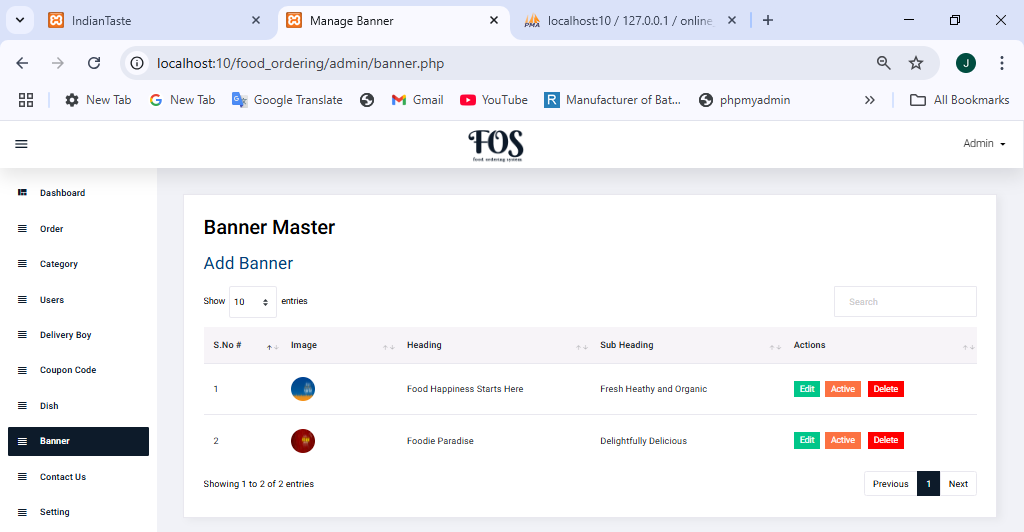 IndianTaste
Manage Banner
PMA
localhost:10 / 127.0.0.1 / online_
localhost:10/food_ordering/admin/banner.php
J
New Tab
New Tab
Google Translate
Gmail
YouTube
R Manufacturer of Bat...
phpmyadmin
All Bookmarks
FOS
food ordering system
Admin
Dashboard
Order
Category
Users
Delivery Boy
Coupon Code
Dish
Banner
Contact Us
Setting
Banner Master
Add Banner
Show 10 entries
Search
S.No # Image Heading Sub Heading Actions
1 Food Happiness Starts Here Fresh Heathy and Organic Edit Active Delete
2 Foodie Paradise Delightfully Delicious Edit Active Delete
Showing 1 to 2 of 2 entries
Previous 1 Next